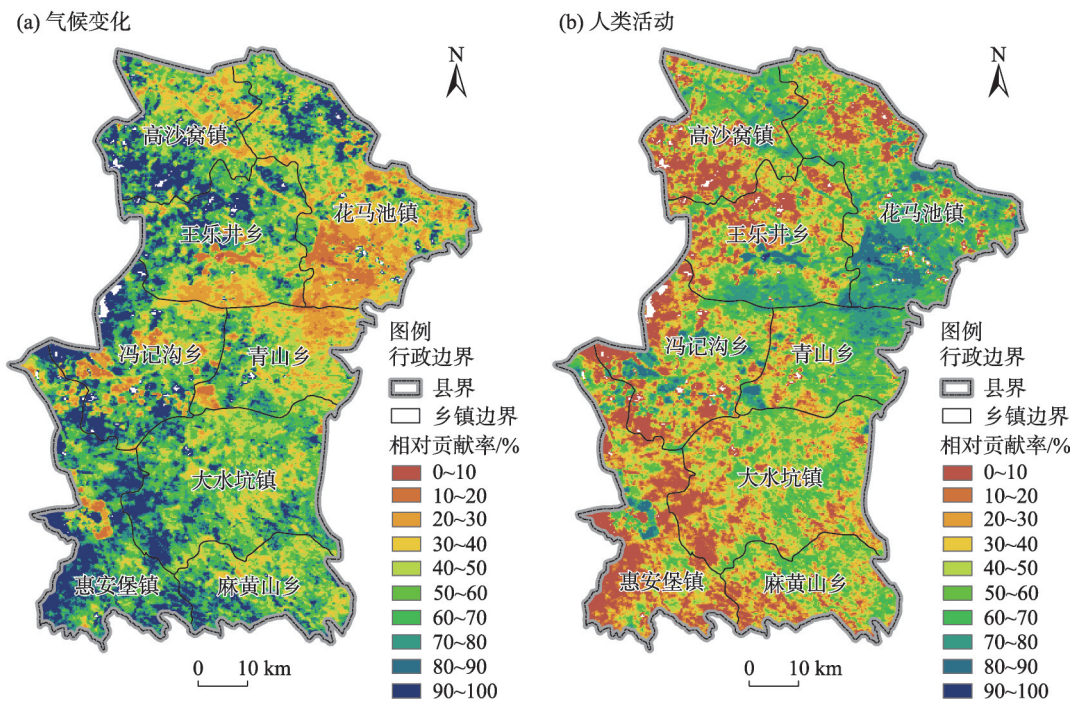 (a) 气候变化
N
高沙窝镇
花马池镇
王乐井乡
冯记沟乡
青山乡
大水坑镇
惠安堡镇
麻黄山乡
图例
行政边界
县界
乡镇边界
相对贡献率/%
0~10
10~20
20~30
30~40
40~50
50~60
60~70
70~80
80~90
90~100
0 10 km
(b) 人类活动
N
高沙窝镇
花马池镇
王乐井乡
冯记沟乡
青山乡
大水坑镇
惠安堡镇
麻黄山乡
图例
行政边界
县界
乡镇边界
相对贡献率/%
0~10
10~20
20~30
30~40
40~50
50~60
60~70
70~80
80~90
90~100
0 10 km